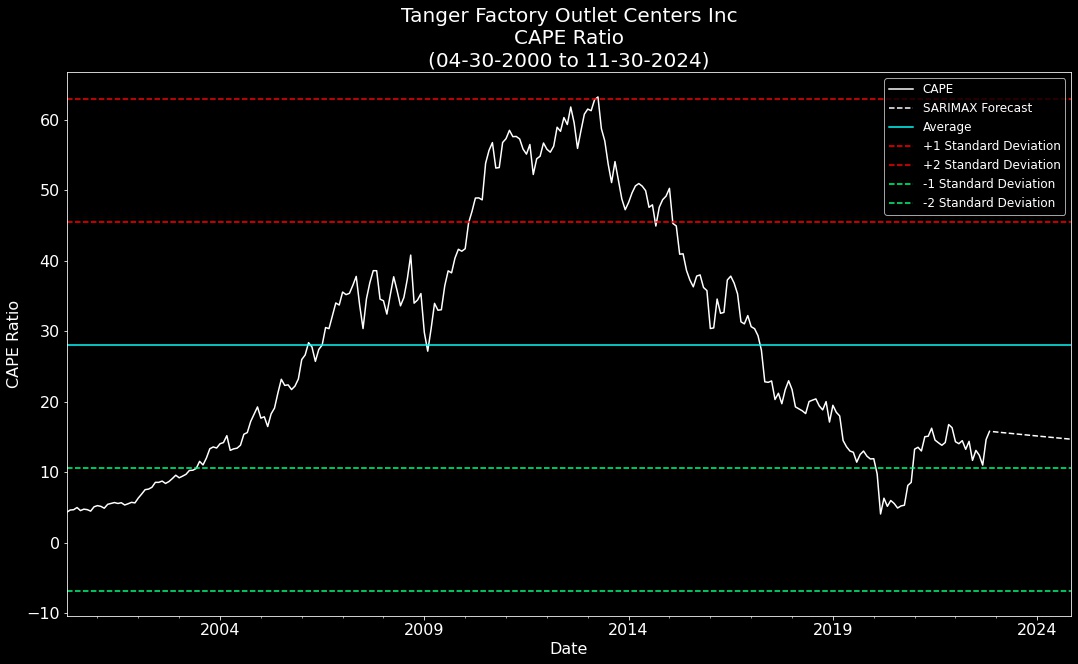 Tanger Factory Outlet Centers Inc
CAPE Ratio
(04-30-2000 to 11-30-2024)
CAPE
SARIMAX Forecast
Average
+1 Standard Deviation
+2 Standard Deviation
-1 Standard Deviation
-2 Standard Deviation
CAPE Ratio
60
50
40
30
20
10
0
−10
2004
2009
2014
2019
2024
Date